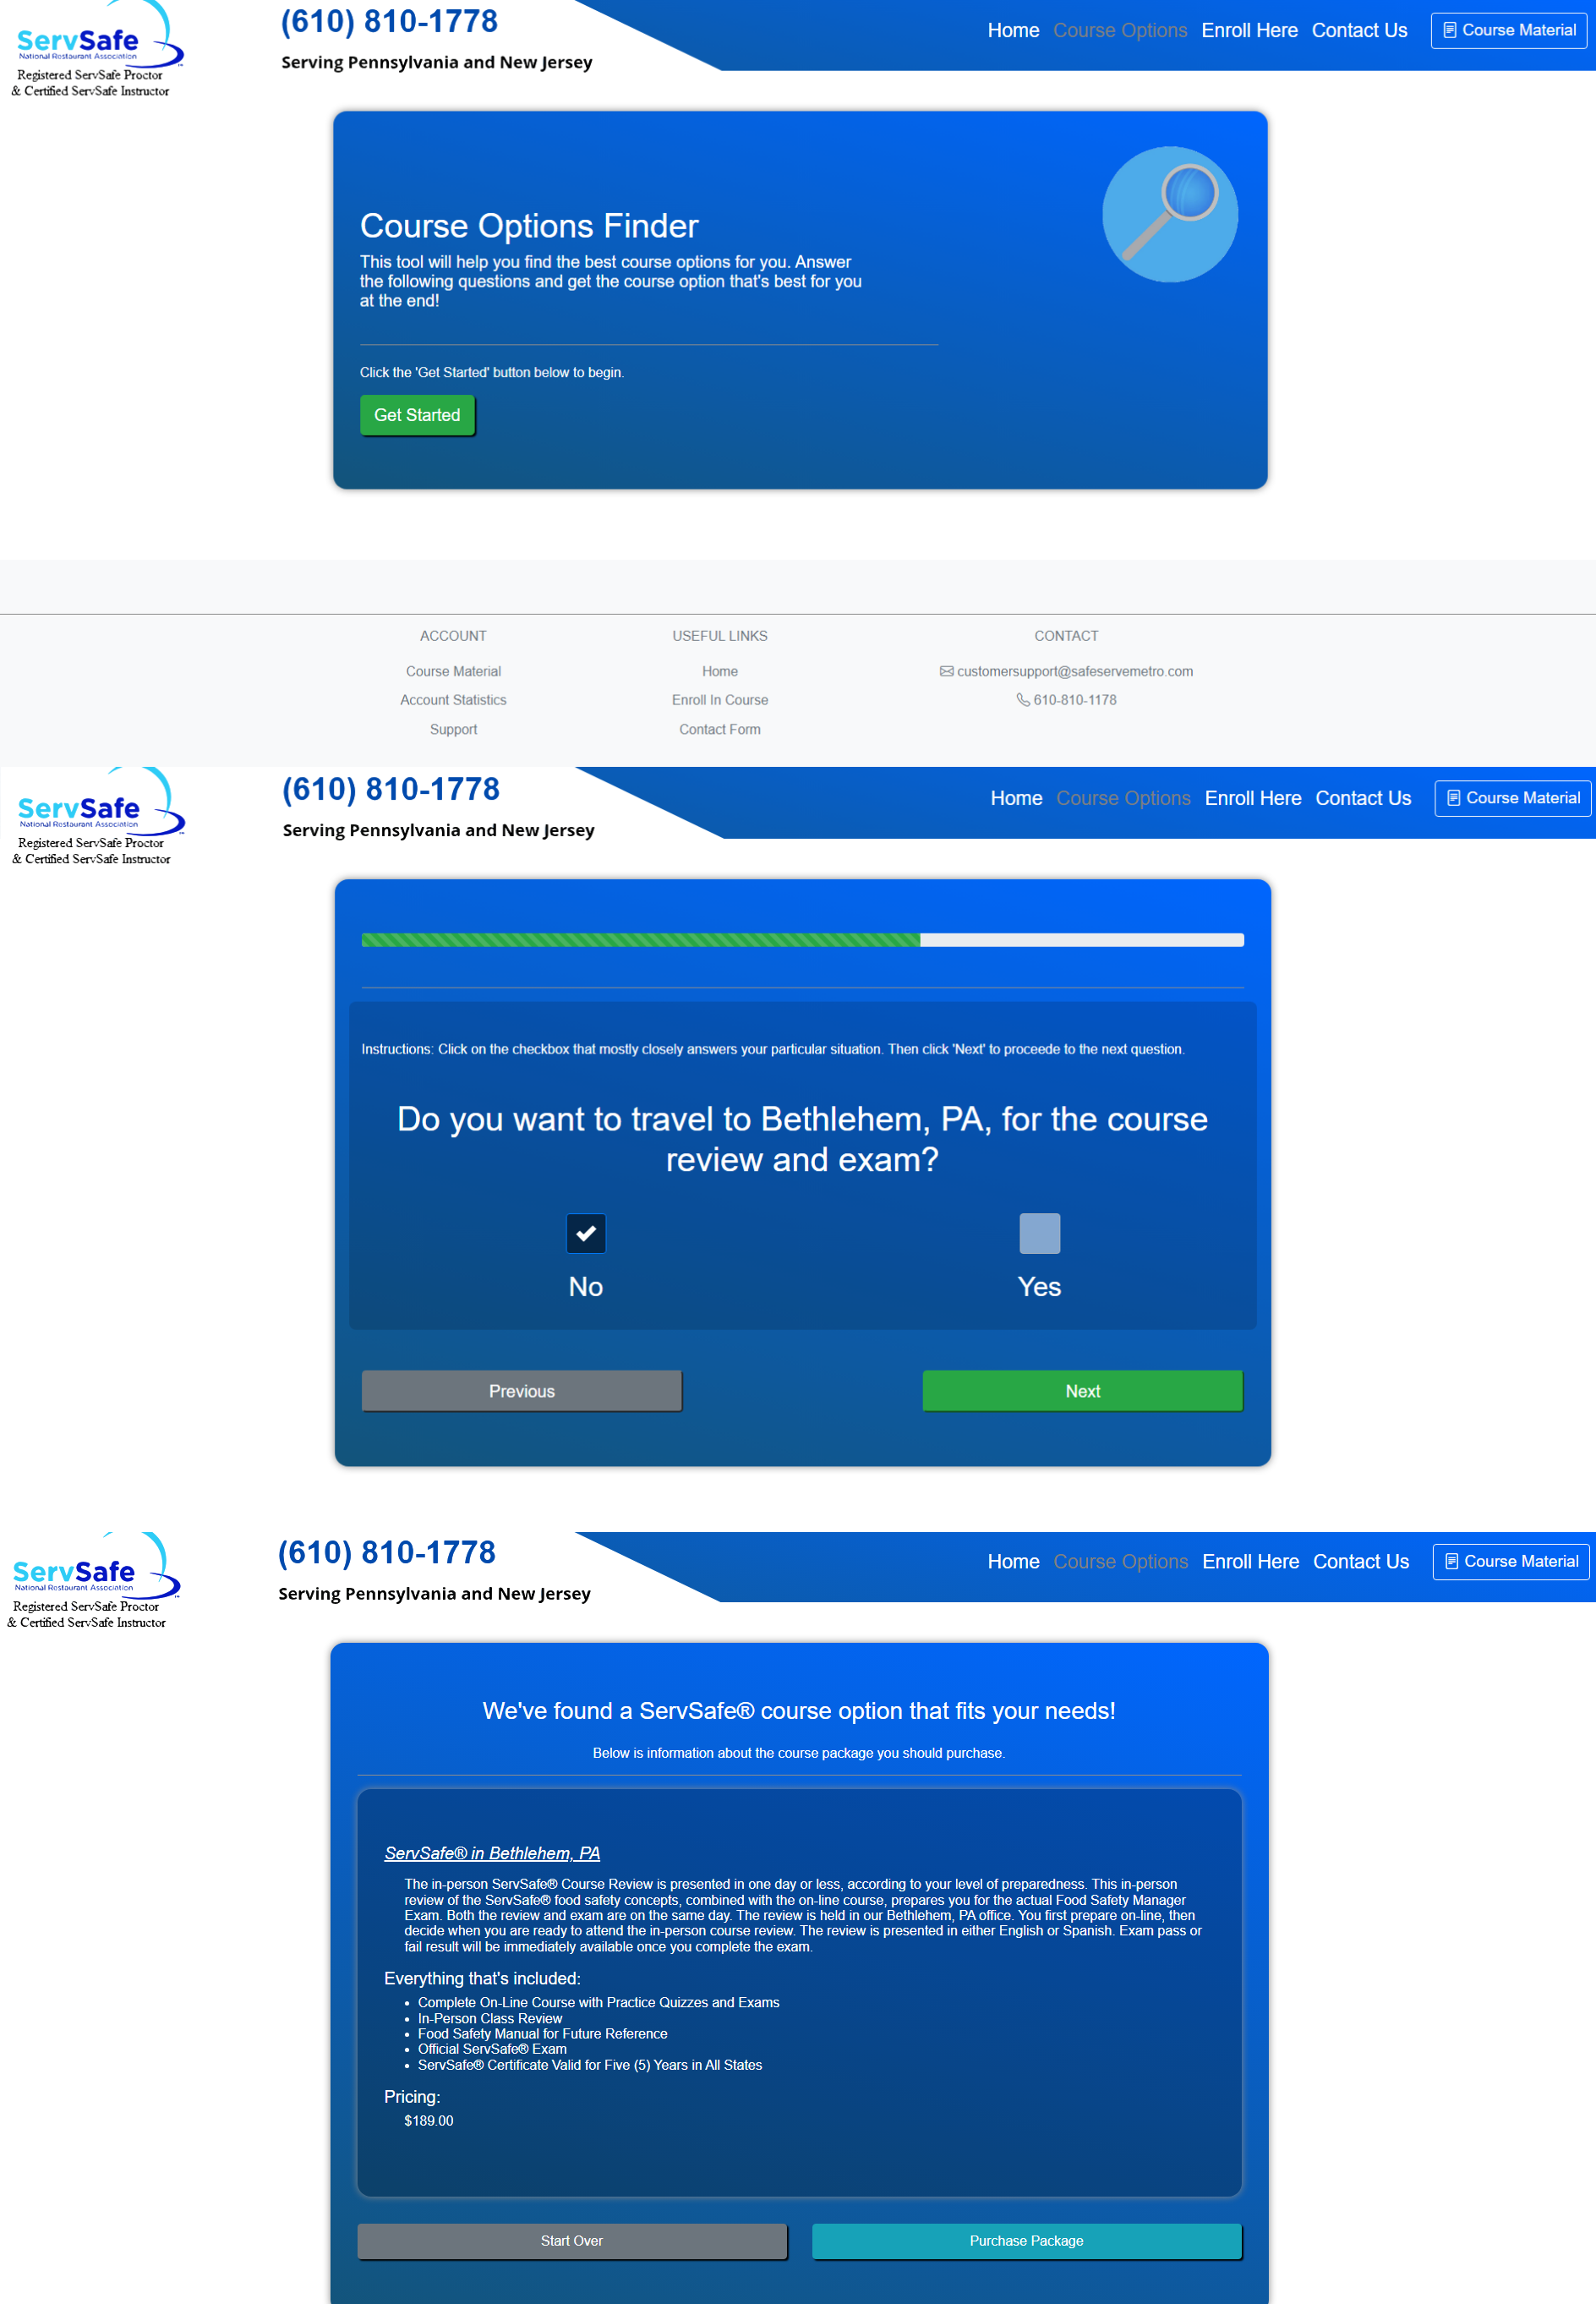 ServSafe
National Restaurant Association
Registered ServSafe Proctor
& Certified ServSafe Instructor
(610) 810-1778
Serving Pennsylvania and New Jersey
Home Course Options Enroll Here Contact Us Course Material
Course Options Finder
This tool will help you find the best course options for you. Answer
the following questions and get the course option that's best for you
at the end!
Click the 'Get Started' button below to begin.
Get Started
ACCOUNT
Course Material
Account Statistics
Support
USEFUL LINKS
Home
Enroll In Course
Contact Form
CONTACT
customersupport@safeservemetro.com
610-810-1178
ServSafe
National Restaurant Association
Registered ServSafe Proctor
& Certified ServSafe Instructor
(610) 810-1778
Serving Pennsylvania and New Jersey
Home Course Options Enroll Here Contact Us Course Material
Instructions: Click on the checkbox that mostly closely answers your particular situation. Then click 'Next' to proceede to the next question.
Do you want to travel to Bethlehem, PA, for the course
review and exam?
No
Yes
Previous
Next
ServSafe
National Restaurant Association
Registered ServSafe Proctor
& Certified ServSafe Instructor
(610) 810-1778
Serving Pennsylvania and New Jersey
Home Course Options Enroll Here Contact Us Course Material
We've found a ServSafe® course option that fits your needs!
Below is information about the course package you should purchase.
ServSafe® in Bethlehem, PA
The in-person ServSafe® Course Review is presented in one day or less, according to your level of preparedness. This in-person
review of the ServSafe® food safety concepts, combined with the on-line course, prepares you for the actual Food Safety Manager
Exam. Both the review and exam are on the same day. The review is held in our Bethlehem, PA office. You first prepare on-line, then
decide when you are ready to attend the in-person course review. The review is presented in either English or Spanish. Exam pass or
fail result will be immediately available once you complete the exam.
Everything that's included:
Complete On-Line Course with Practice Quizzes and Exams
In-Person Class Review
Food Safety Manual for Future Reference
Official ServSafe® Exam
ServSafe® Certificate Valid for Five (5) Years in All States
Pricing:
$189.00
Start Over
Purchase Package